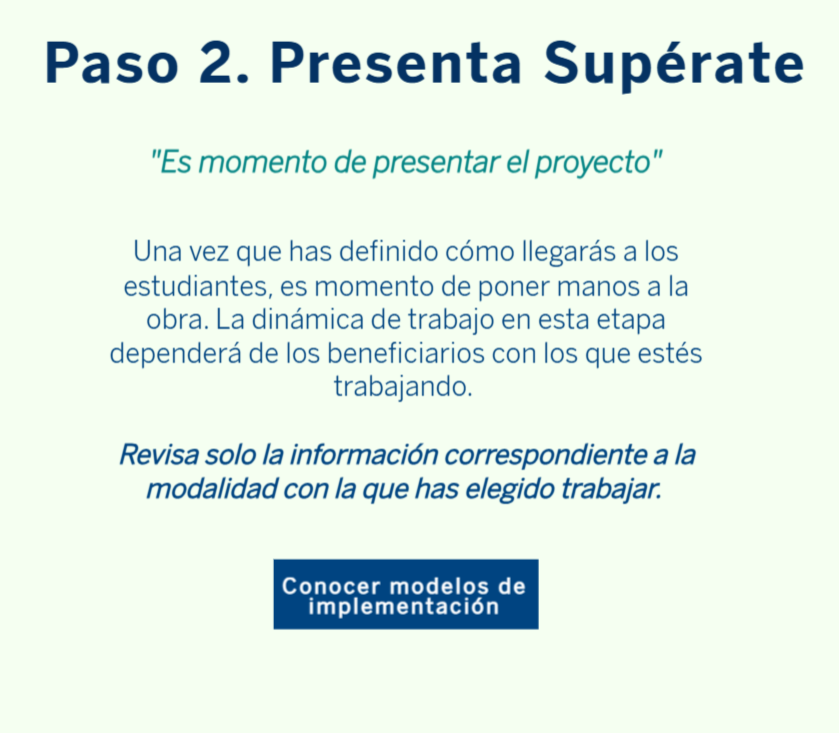 Paso 2. Presenta Supérate
"Es momento de presentar el proyecto"
Una vez que has definido cómo llegarás a los
estudiantes, es momento de poner manos a la
obra. La dinámica de trabajo en esta etapa
dependerá de los beneficiarios con los que estés
trabajando.
Revisa solo la información correspondiente a la
modalidad con la que has elegido trabajar.
Conocer modelos de
implementación